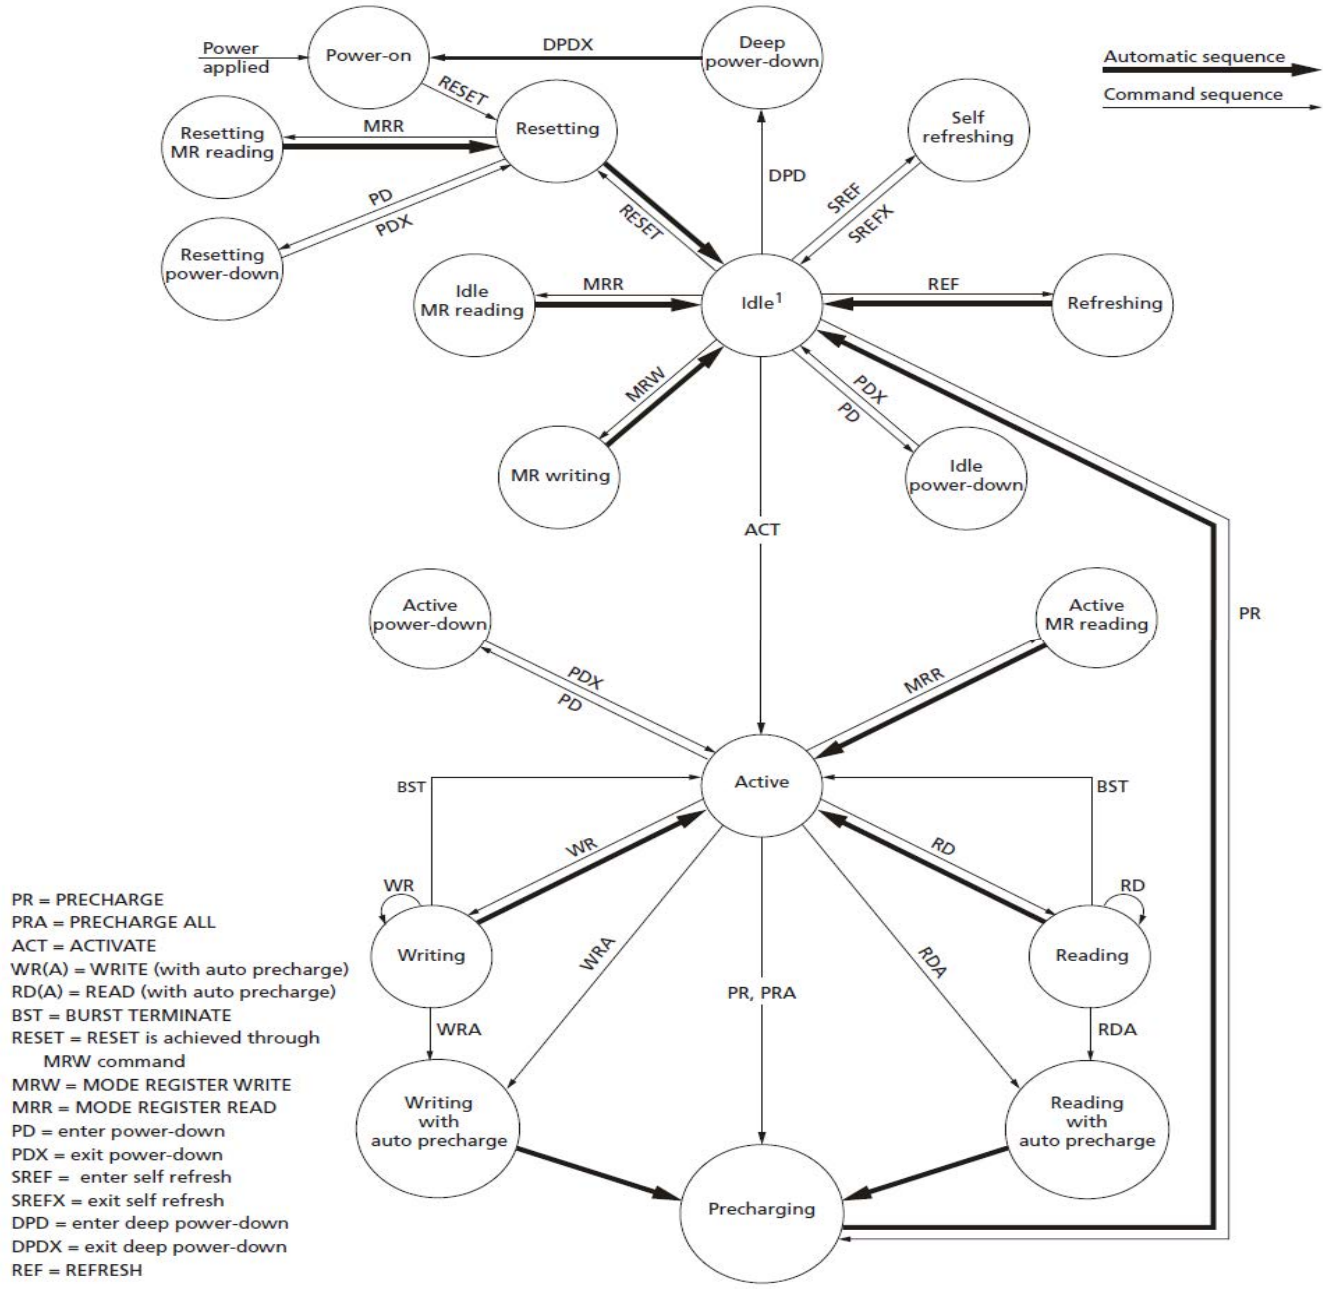 Power
applied
Power-on
DPDX
Deep
power-down
Automatic sequence
Command sequence
RESET
Resetting
MR reading
MRR
Resetting
Self
refreshing
DPD
SREF
SREFX
PD
PDX
RESET
Resetting
power-down
Idle
MR reading
MRR
Idle1
REF
Refreshing
MRW
PDX
PD
MR writing
Idle
power-down
ACT
Active
power-down
Active
MR reading
PR
PDX
PD
MRR
Active
BST
BST
WR
RD
WR
RD
Writing
Reading
WRA
RDA
PR, PRA
WRA
RDA
Writing
with
auto precharge
Reading
with
auto precharge
Precharging
PR = PRECHARGE
PRA = PRECHARGE ALL
ACT = ACTIVATE
WR(A) = WRITE (with auto precharge)
RD(A) = READ (with auto precharge)
BST = BURST TERMINATE
RESET = RESET is achieved through
MRW command
MRW = MODE REGISTER WRITE
MRR = MODE REGISTER READ
PD = enter power-down
PDX = exit power-down
SREF = enter self refresh
SREFX = exit self refresh
DPD = enter deep power-down
DPDX = exit deep power-down
REF = REFRESH